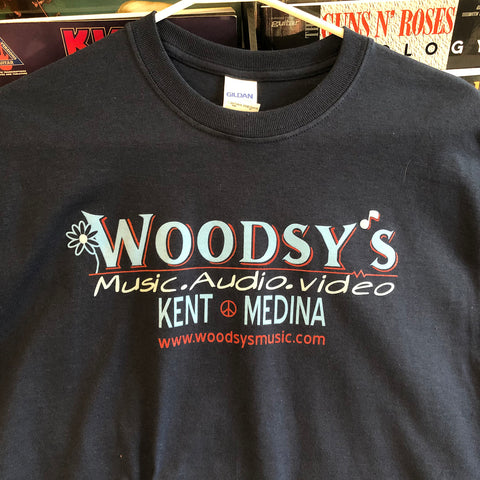 GUNS N' ROSES
GILDAN
WOODSY'S
Music.Audio.video
KENT MEDINA
www.woodsysmusic.com